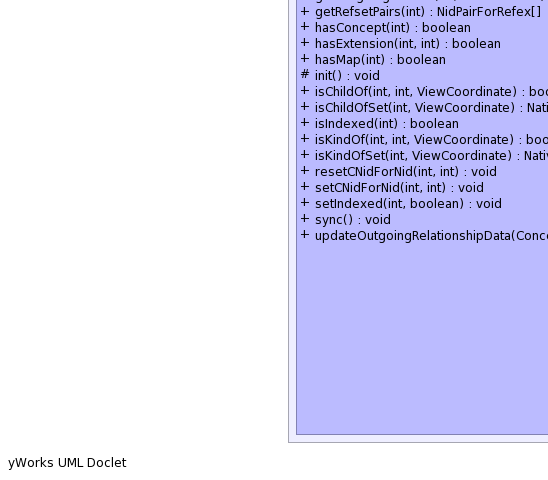 + getRefsetPairs(int) : NidPairForRefex[]
+ hasConcept(int) : boolean
+ hasExtension(int, int) : boolean
+ hasMap(int) : boolean
# init() : void
+ isChildOf(int, int, ViewCoordinate) : boo
+ isChildOfSet(int, ViewCoordinate) : Nati
+ isIndexed(int) : boolean
+ isKindOf(int, int, ViewCoordinate) : boo
+ isKindOfSet(int, ViewCoordinate) : Nativ
+ resetCNidForNid(int, int) : void
+ setCNidForNid(int, int) : void
+ setIndexed(int, boolean) : void
+ sync() : void
+ updateOutgoingRelationshipData(Conce
yWorks UML Doclet